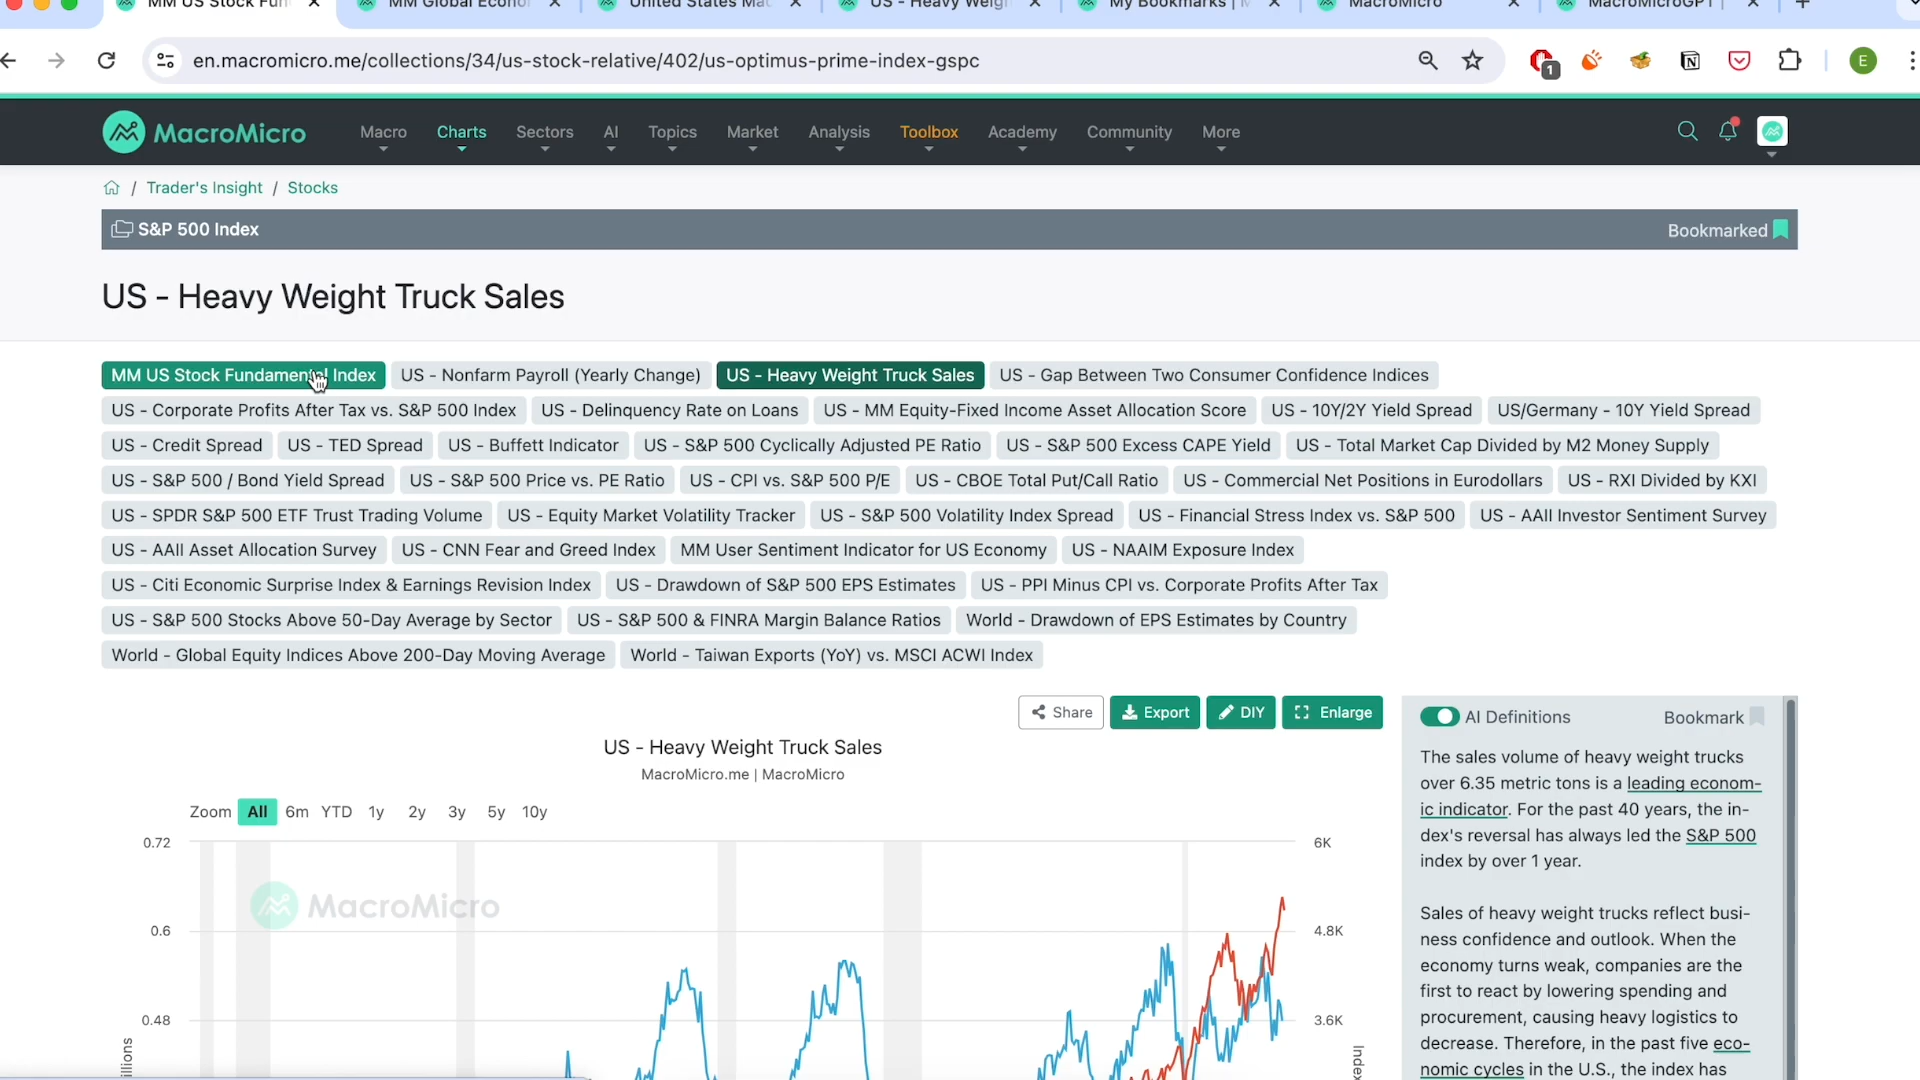 MM US Stock Fun
MM Global Econo
United States Mac
US - Heavy Weigh
My Bookmarks | M
MacroMicro
MacroMicroGPT |
en.macromicro.me/collections/34/us-stock-relative/402/us-optimus-prime-index-gspc
1
E
MacroMicro
Macro
Charts
Sectors
AI
Topics
Market
Analysis
Toolbox
Academy
Community
More
/ Trader's Insight / Stocks
S&P 500 Index
Bookmarked
US - Heavy Weight Truck Sales
MM US Stock Fundamental Index
US - Nonfarm Payroll (Yearly Change)
US - Heavy Weight Truck Sales
US - Gap Between Two Consumer Confidence Indices
US - Corporate Profits After Tax vs. S&P 500 Index
US - Delinquency Rate on Loans
US - MM Equity-Fixed Income Asset Allocation Score
US - 10Y/2Y Yield Spread
US/Germany - 10Y Yield Spread
US - Credit Spread
US - TED Spread
US - Buffett Indicator
US - S&P 500 Cyclically Adjusted PE Ratio
US - S&P 500 Excess CAPE Yield
US - Total Market Cap Divided by M2 Money Supply
US - S&P 500 / Bond Yield Spread
US - S&P 500 Price vs. PE Ratio
US - CPI vs. S&P 500 P/E
US - CBOE Total Put/Call Ratio
US - Commercial Net Positions in Eurodollars
US - RXI Divided by KXI
US - SPDR S&P 500 ETF Trust Trading Volume
US - Equity Market Volatility Tracker
US - S&P 500 Volatility Index Spread
US - Financial Stress Index vs. S&P 500
US - AAII Investor Sentiment Survey
US - AAII Asset Allocation Survey
US - CNN Fear and Greed Index
MM User Sentiment Indicator for US Economy
US - NAAIM Exposure Index
US - Citi Economic Surprise Index & Earnings Revision Index
US - Drawdown of S&P 500 EPS Estimates
US - PPI Minus CPI vs. Corporate Profits After Tax
US - S&P 500 Stocks Above 50-Day Average by Sector
US - S&P 500 & FINRA Margin Balance Ratios
World - Drawdown of EPS Estimates by Country
World - Global Equity Indices Above 200-Day Moving Average
World - Taiwan Exports (YoY) vs. MSCI ACWI Index
Share
Export
DIY
Enlarge
US - Heavy Weight Truck Sales
MacroMicro.me | MacroMicro
Zoom All 6m YTD 1y 2y 3y 5y 10y
0.72
6K
MacroMicro
0.6
4.8K
0.48
3.6K
illions
Index
AI Definitions
Bookmark
The sales volume of heavy weight trucks
over 6.35 metric tons is a leading econom-
ic indicator. For the past 40 years, the in-
dex's reversal has always led the S&P 500
index by over 1 year.
Sales of heavy weight trucks reflect busi-
ness confidence and outlook. When the
economy turns weak, companies are the
first to react by lowering spending and
procurement, causing heavy logistics to
decrease. Therefore, in the past five eco-
nomic cycles in the U.S., the index has